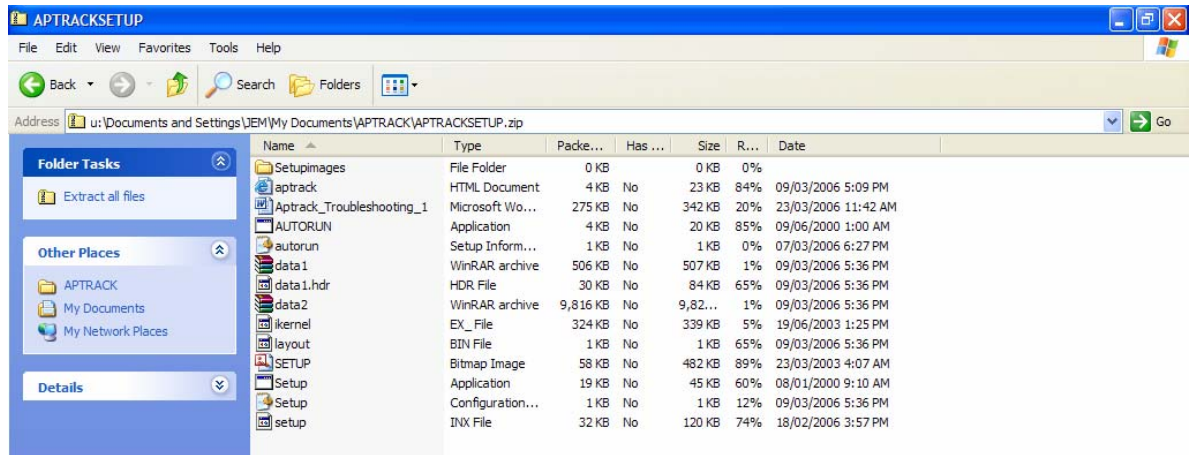 APTRACKSETUP
File Edit View Favorites Tools Help
Back Search Folders
Address u:\Documents and Settings\JEM\My Documents\APTRACK\APTRACKSETUP.zip Go
Folder Tasks
Extract all files
Other Places
APTRACK
My Documents
My Network Places
Details
Name Type Packe... Has ... Size R... Date
Setupimages File Folder 0 KB 0 KB 0%
aptrack HTML Document 4 KB No 23 KB 84% 09/03/2006 5:09 PM
Aptrack_Troubleshooting_1 Microsoft Wo... 275 KB No 342 KB 20% 23/03/2006 11:42 AM
AUTORUN Application 4 KB No 20 KB 85% 09/06/2000 1:00 AM
autorun Setup Inform... 1 KB No 1 KB 0% 07/03/2006 6:27 PM
data1 WinRAR archive 506 KB No 507 KB 1% 09/03/2006 5:36 PM
data1.hdr HDR File 30 KB No 84 KB 65% 09/03/2006 5:36 PM
data2 WinRAR archive 9,816 KB No 9,82... 1% 09/03/2006 5:36 PM
ikernel EX_ File 324 KB No 339 KB 5% 19/06/2003 1:25 PM
layout BIN File 1 KB No 1 KB 65% 09/03/2006 5:36 PM
SETUP Bitmap Image 58 KB No 482 KB 89% 23/03/2003 4:07 AM
Setup Application 19 KB No 45 KB 60% 08/01/2000 9:10 AM
Setup Configuration... 1 KB No 1 KB 12% 09/03/2006 5:36 PM
setup INX File 32 KB No 120 KB 74% 18/02/2006 3:57 PM